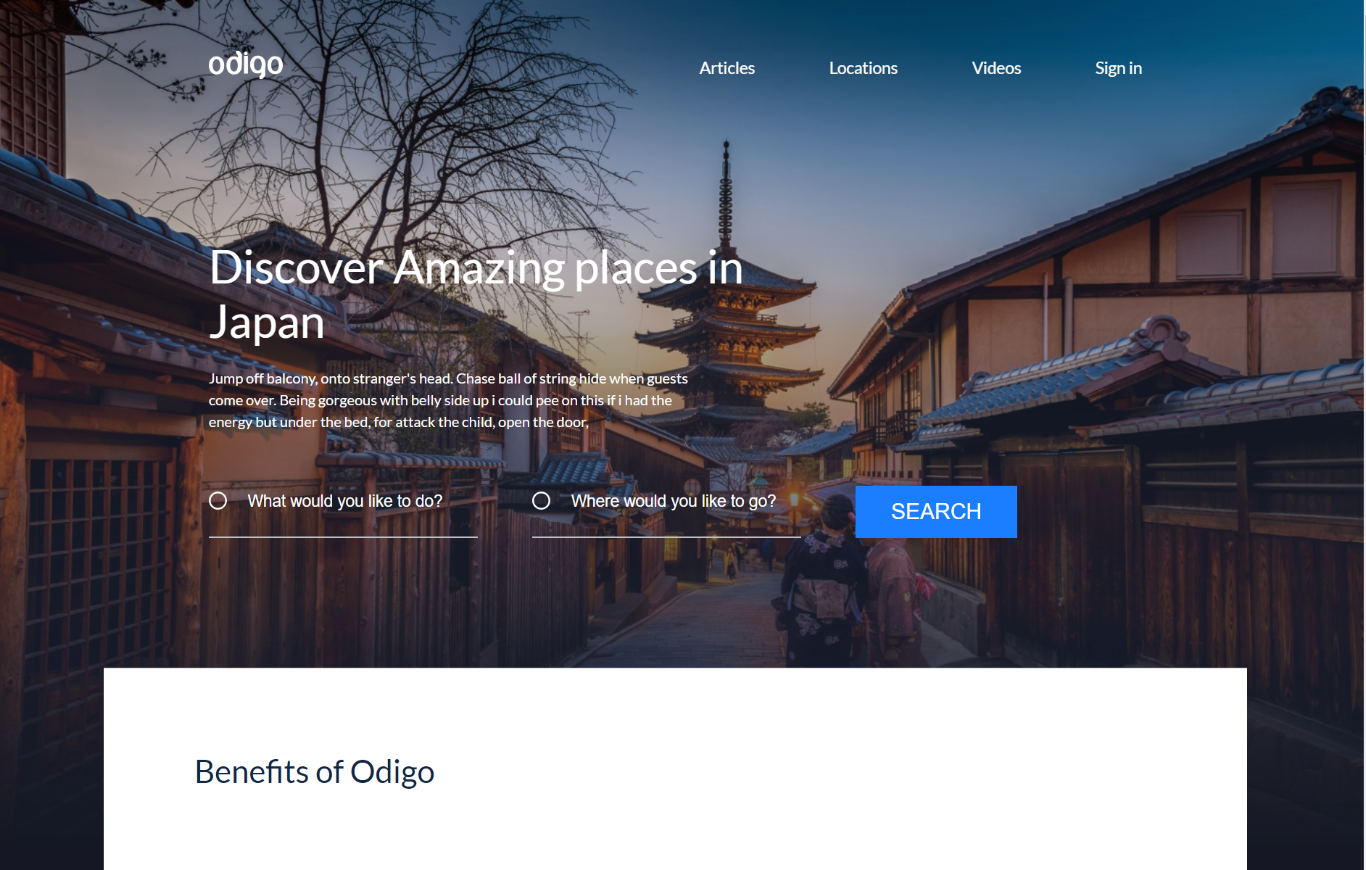 odigo
Articles
Locations
Videos
Sign in
Discover Amazing places in
Japan
Jump off balcony, onto stranger's head. Chase ball of string hide when guests
come over. Being gorgeous with belly side up i could pee on this if i had the
energy but under the bed, for attack the child, open the door,
What would you like to do?
Where would you like to go?
SEARCH
Benefits of Odigo